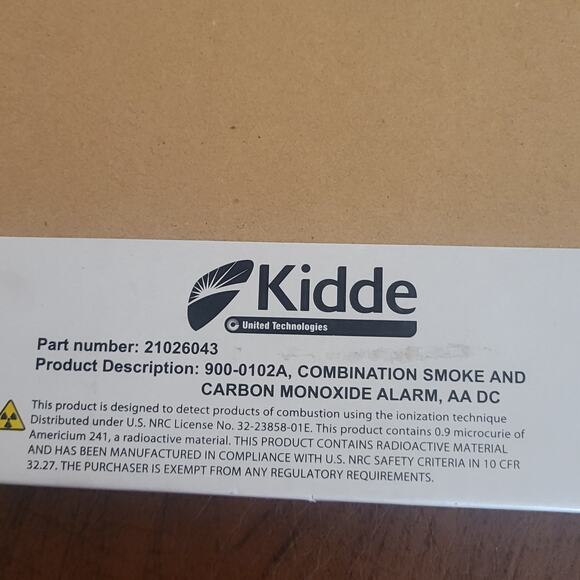 Kidde
United Technologies
Part number: 21026043
Product Description: 900-0102A, COMBINATION SMOKE AND
CARBON MONOXIDE ALARM, AA DC
This product is designed to detect products of combustion using the ionization technique
Distributed under U.S. NRC License No. 32-23858-01E. This product contains 0.9 microcurie of
Americium 241, a radioactive material. THIS PRODUCT CONTAINS RADIOACTIVE MATERIAL
AND HAS BEEN MANUFACTURED IN COMPLIANCE WITH U.S. NRC SAFETY CRITERIA IN 10 CFR
32.27. THE PURCHASER IS EXEMPT FROM ANY REGULATORY REQUIREMENTS.